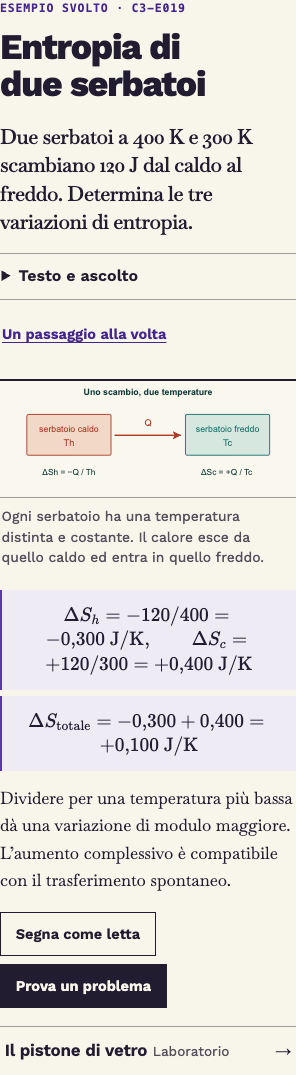 ESEMPIO SVOLTO · C3-E019
Entropia di
due serbatoi
Due serbatoi a 400 K e 300 K
scambiano 120 J dal caldo al
freddo. Determina le tre
variazioni di entropia.
▶ Testo e ascolto
Un passaggio alla volta
Uno scambio, due temperature
serbatoio caldo
Th
Q
serbatoio freddo
Tc
ΔSh = −Q / Th
ΔSc = +Q / Tc
Ogni serbatoio ha una temperatura
distinta e costante. Il calore esce da
quello caldo ed entra in quello freddo.
ΔSh = −120/400 =
−0,300 J/K, ΔSc =
+120/300 = +0,400 J/K
ΔStotale = −0,300 + 0,400 =
+0,100 J/K
Dividere per una temperatura più bassa
dà una variazione di modulo maggiore.
L’aumento complessivo è compatibile
con il trasferimento spontaneo.
Segna come letta
Prova un problema
Il pistone di vetro Laboratorio →